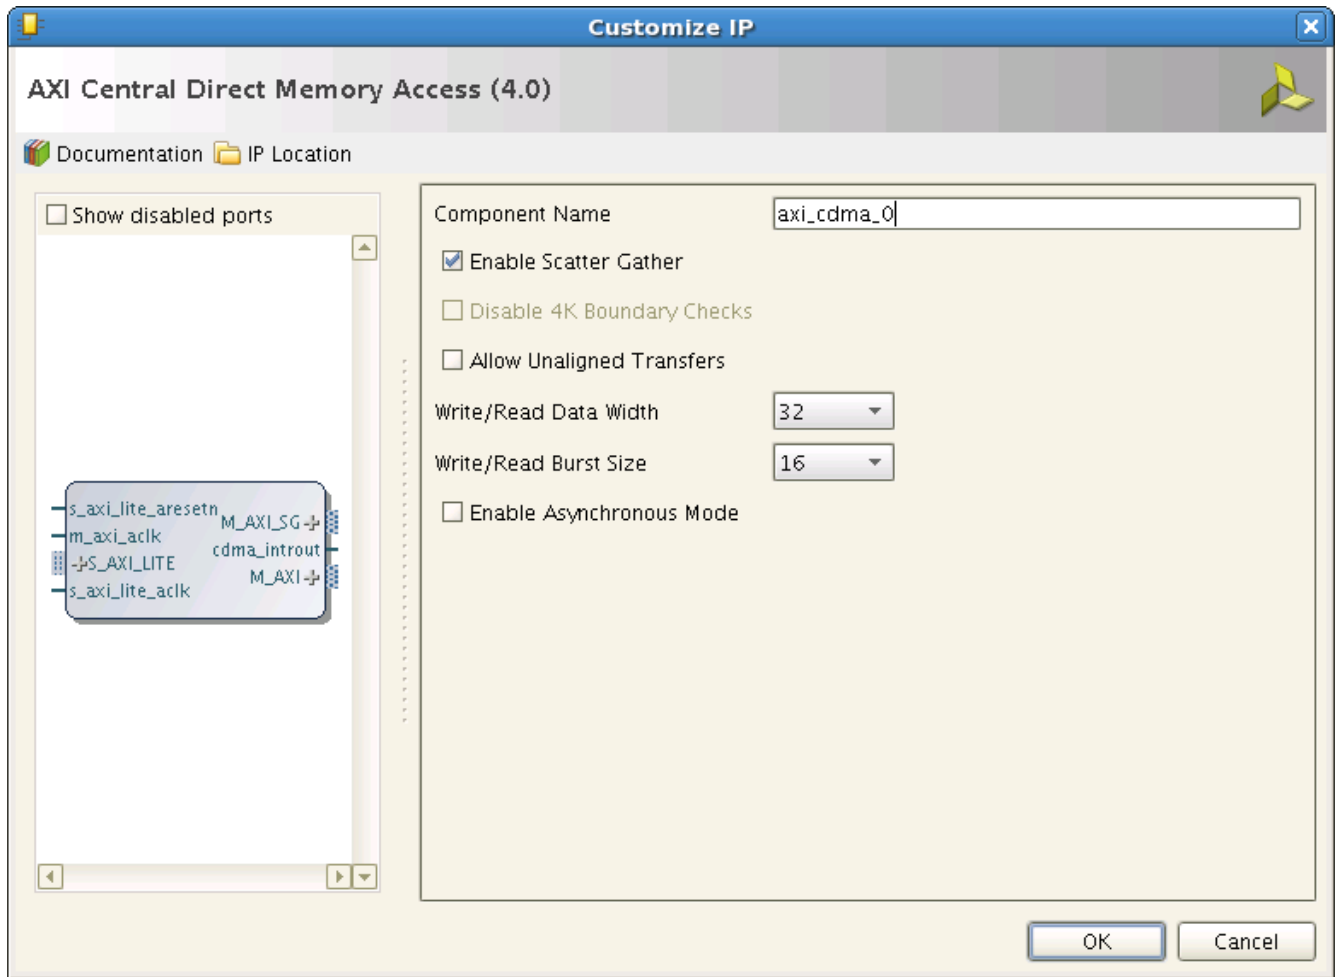 Customize IP
AXI Central Direct Memory Access (4.0)
Documentation IP Location
Show disabled ports
s_axi_lite_aresetn
m_axi_aclk
S_AXI_LITE
s_axi_lite_aclk
M_AXI_SG
cdma_introut
M_AXI
Component Name axi_cdma_0
Enable Scatter Gather
Disable 4K Boundary Checks
Allow Unaligned Transfers
Write/Read Data Width 32
Write/Read Burst Size 16
Enable Asynchronous Mode
OK Cancel